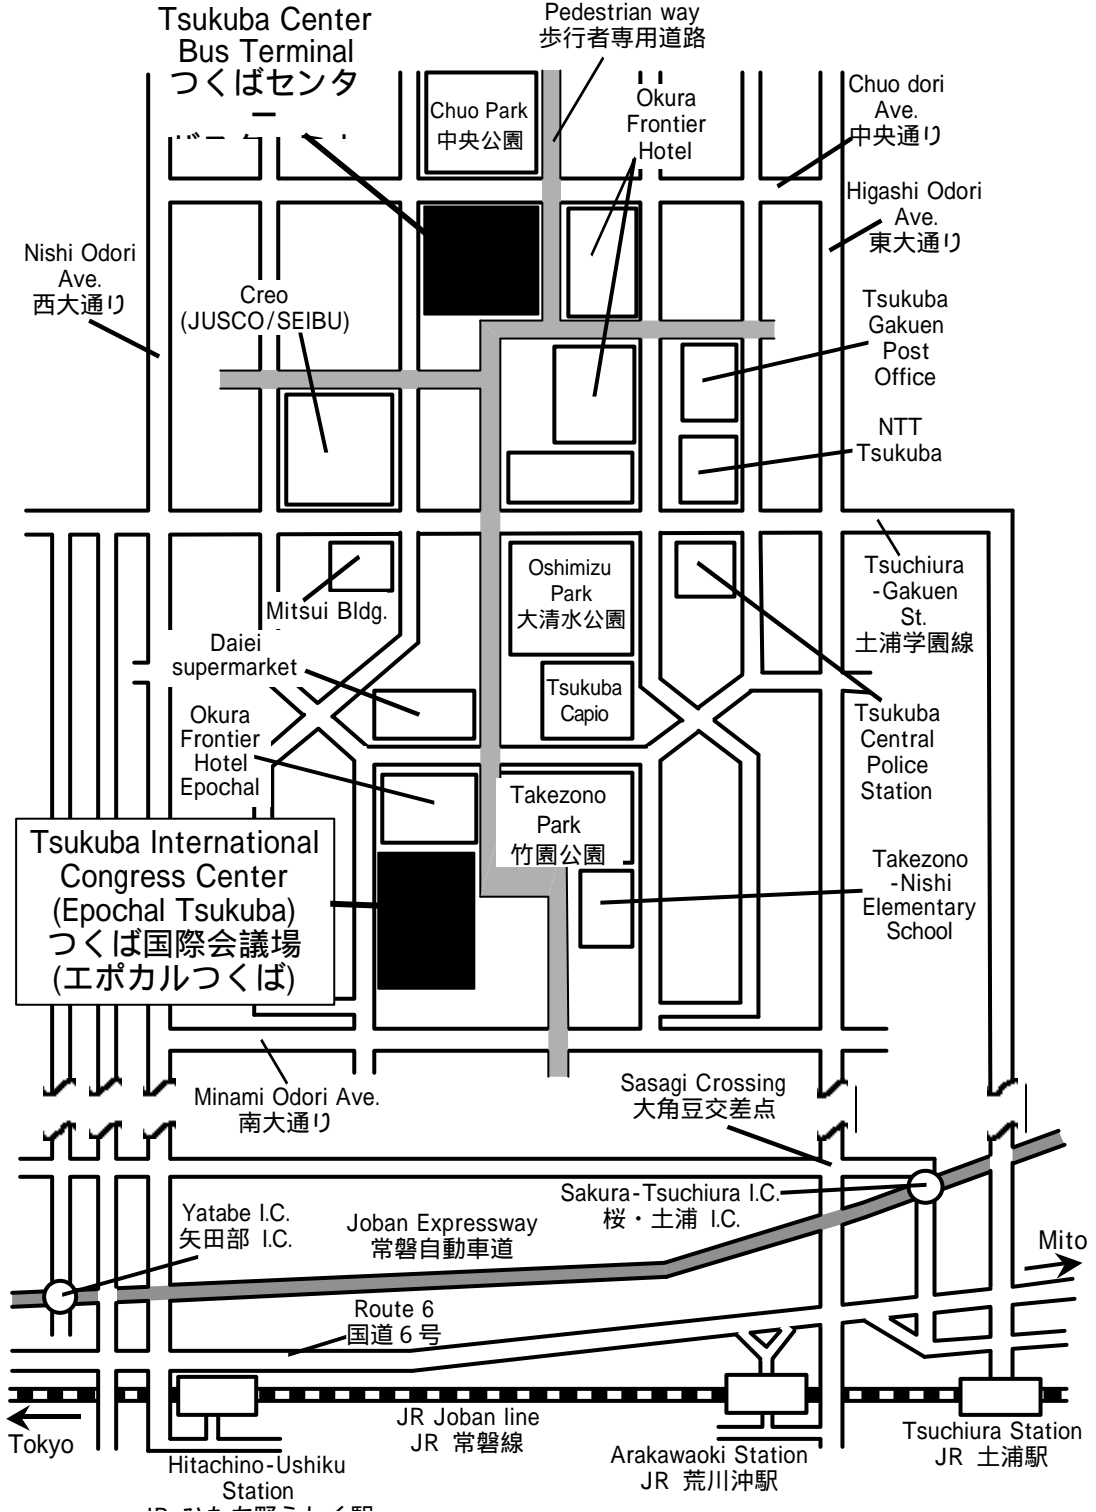 Tsukuba Center
Bus Terminal
つくばセンタ
ー
Pedestrian way
歩行者専用道路
Chuo Park
中央公園
Okura
Frontier
Hotel
Chuo dori
Ave.
中央通り
Higashi Odori
Ave.
東大通り
Nishi Odori
Ave.
西大通り
Creo
(JUSCO/SEIBU)
Tsukuba
Gakuen
Post
Office
NTT
Tsukuba
Mitsui Bldg.
Oshimizu
Park
大清水公園
Tsuchiura
-Gakuen
St.
土浦学園線
Daiei
supermarket
Tsukuba
Capio
Okura
Frontier
Hotel
Epochal
Tsukuba
Central
Police
Station
Takezono
Park
竹園公園
Tsukuba International
Congress Center
(Epochal Tsukuba)
つくば国際会議場
(エポカルつくば)
Takezono
-Nishi
Elementary
School
Minami Odori Ave.
南大通り
Sasagi Crossing
大角豆交差点
Sakura-Tsuchiura I.C.
桜・土浦 I.C.
Yatabe I.C.
矢田部 I.C.
Joban Expressway
常磐自動車道
Mito
Route 6
国道６号
Tokyo
JR Joban line
JR 常磐線
Hitachino-Ushiku
Station
Arakawaoki Station
JR 荒川沖駅
Tsuchiura Station
JR 土浦駅